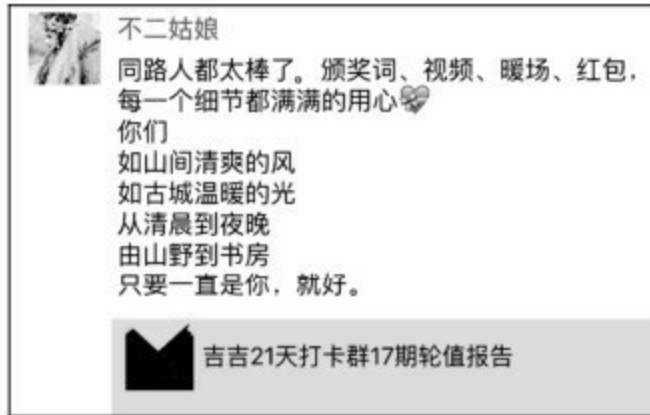 不二姑娘
同路人都太棒了。颁奖词、视频、暖场、红包，
每一个细节都满满的用心💝
你们
如山间清爽的风
如古城温暖的光
从清晨到夜晚
由山野到书房
只要一直是你，就好。
吉吉21天打卡群17期轮值报告